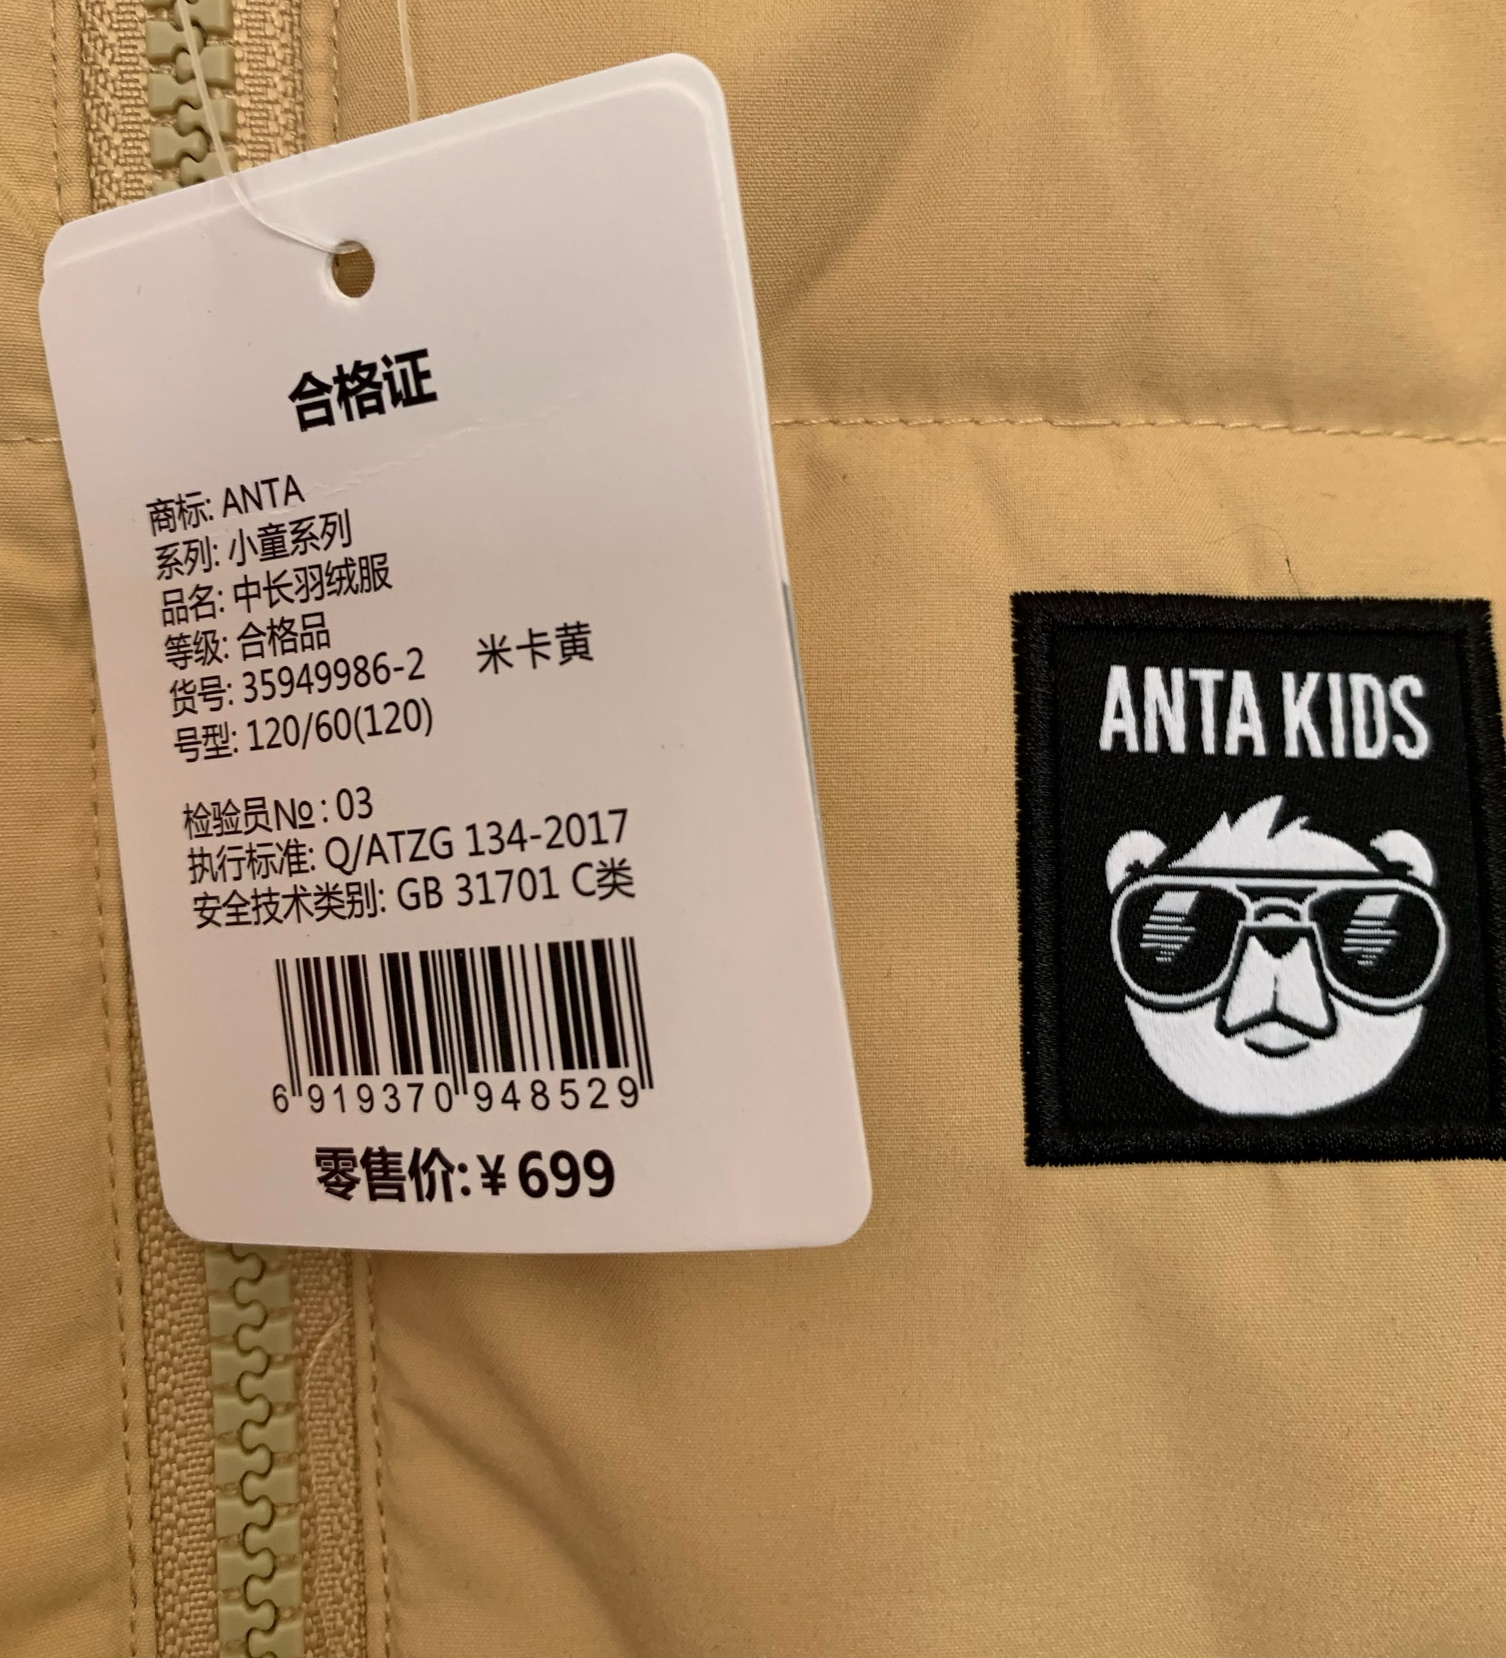 合格证
商标: ANTA
系列: 小童系列
品名: 中长羽绒服
等级: 合格品
货号: 35949986-2 米卡黄
号型: 120/60(120)
检验员№: 03
执行标准: Q/ATZG 134-2017
安全技术类别: GB 31701 C类
6 919370 948529
零售价:¥699
ANTA KIDS